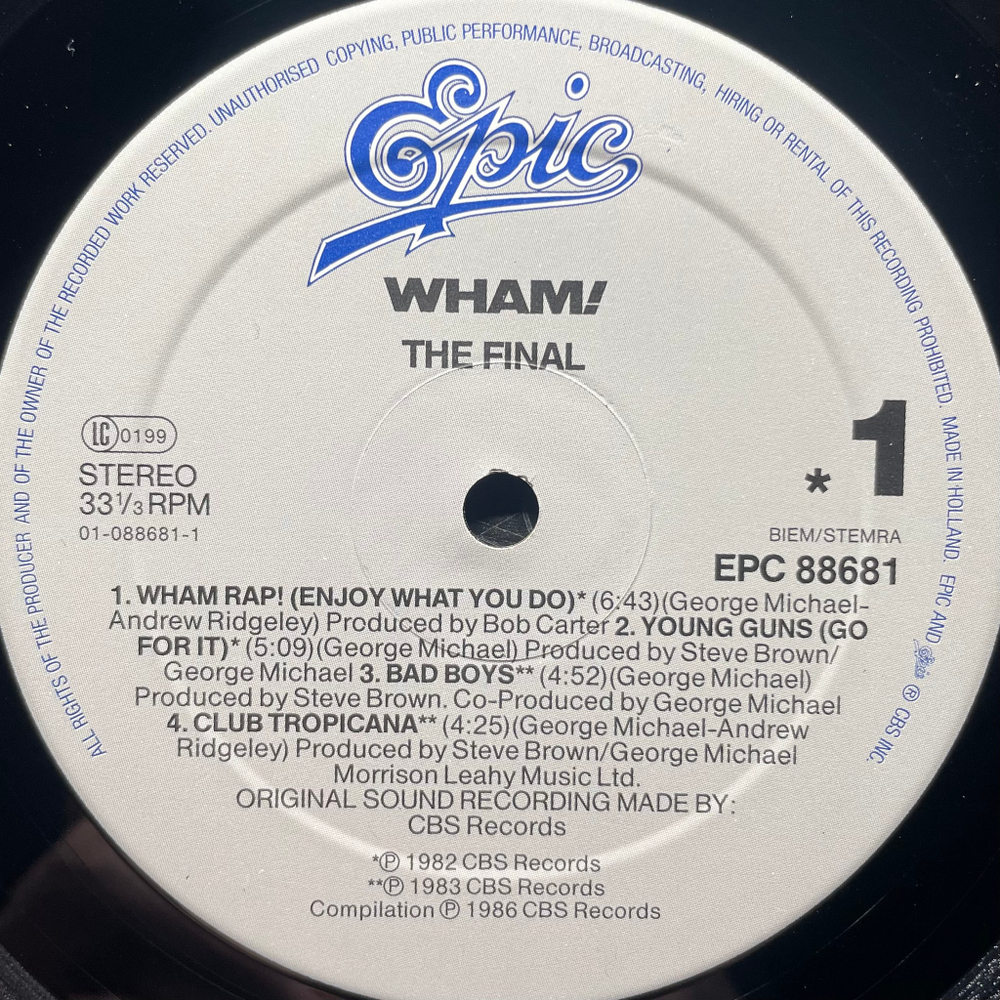 ALL RIGHTS OF THE PRODUCER AND OF THE OWNER OF THE RECORDED WORK RESERVED. UNAUTHORISED COPYING, PUBLIC PERFORMANCE, BROADCASTING, HIRING OR RENTAL OF THIS RECORDING PROHIBITED. MADE IN HOLLAND. EPIC AND Epic ® CBS INC.
Epic
WHAM!
THE FINAL
LC 0199
STEREO
33 1/3 RPM
01-088681-1
* 1
BIEM/STEMRA
EPC 88681
1. WHAM RAP! (ENJOY WHAT YOU DO)* (6:43)(George Michael-
Andrew Ridgeley) Produced by Bob Carter 2. YOUNG GUNS (GO
FOR IT)* (5:09)(George Michael) Produced by Steve Brown/
George Michael 3. BAD BOYS** (4:52)(George Michael)
Produced by Steve Brown. Co-Produced by George Michael
4. CLUB TROPICANA** (4:25)(George Michael-Andrew
Ridgeley) Produced by Steve Brown/George Michael
Morrison Leahy Music Ltd.
ORIGINAL SOUND RECORDING MADE BY:
CBS Records
*℗ 1982 CBS Records
**℗ 1983 CBS Records
Compilation ℗ 1986 CBS Records